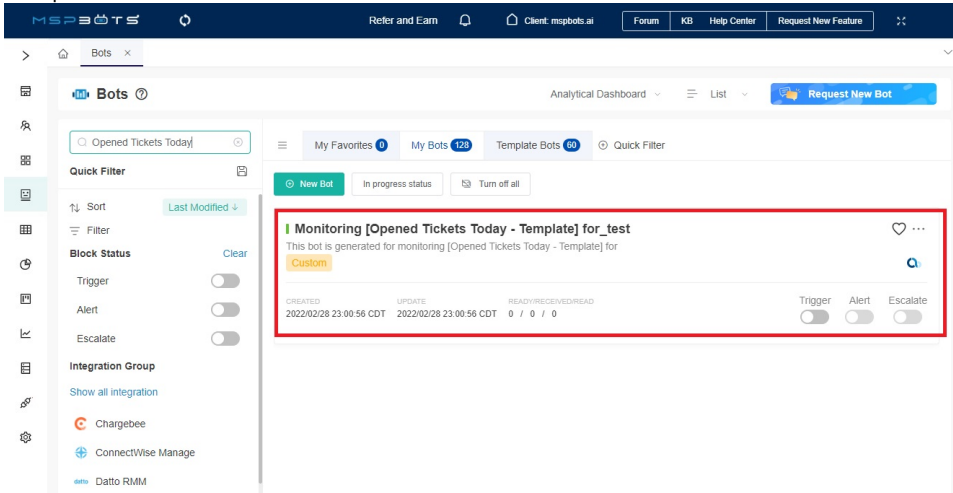 MSPBOTS
Refer and Earn
Client: mspbots.ai
Forum
KB
Help Center
Request New Feature
Bots ×
Bots
Analytical Dashboard
List
Request New Bot
Opened Tickets Today
Quick Filter
Sort
Last Modified ↓
Filter
Block Status
Clear
Trigger
Alert
Escalate
Integration Group
Show all integration
Chargebee
ConnectWise Manage
datto Datto RMM
My Favorites 0
My Bots 128
Template Bots 60
Quick Filter
New Bot
In progress status
Turn off all
Monitoring [Opened Tickets Today - Template] for_test
This bot is generated for monitoring [Opened Tickets Today - Template] for
Custom
CREATED
UPDATE
READY/RECEIVED/READ
2022/02/28 23:00:56 CDT
2022/02/28 23:00:56 CDT
0 / 0 / 0
Trigger
Alert
Escalate